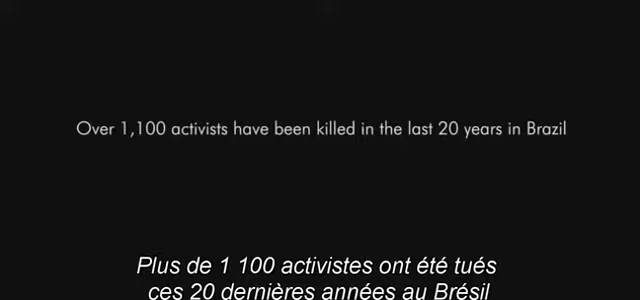 Over 1,100 activists have been killed in the last 20 years in Brazil
Plus de 1 100 activistes ont été tués
ces 20 dernières années au Brésil